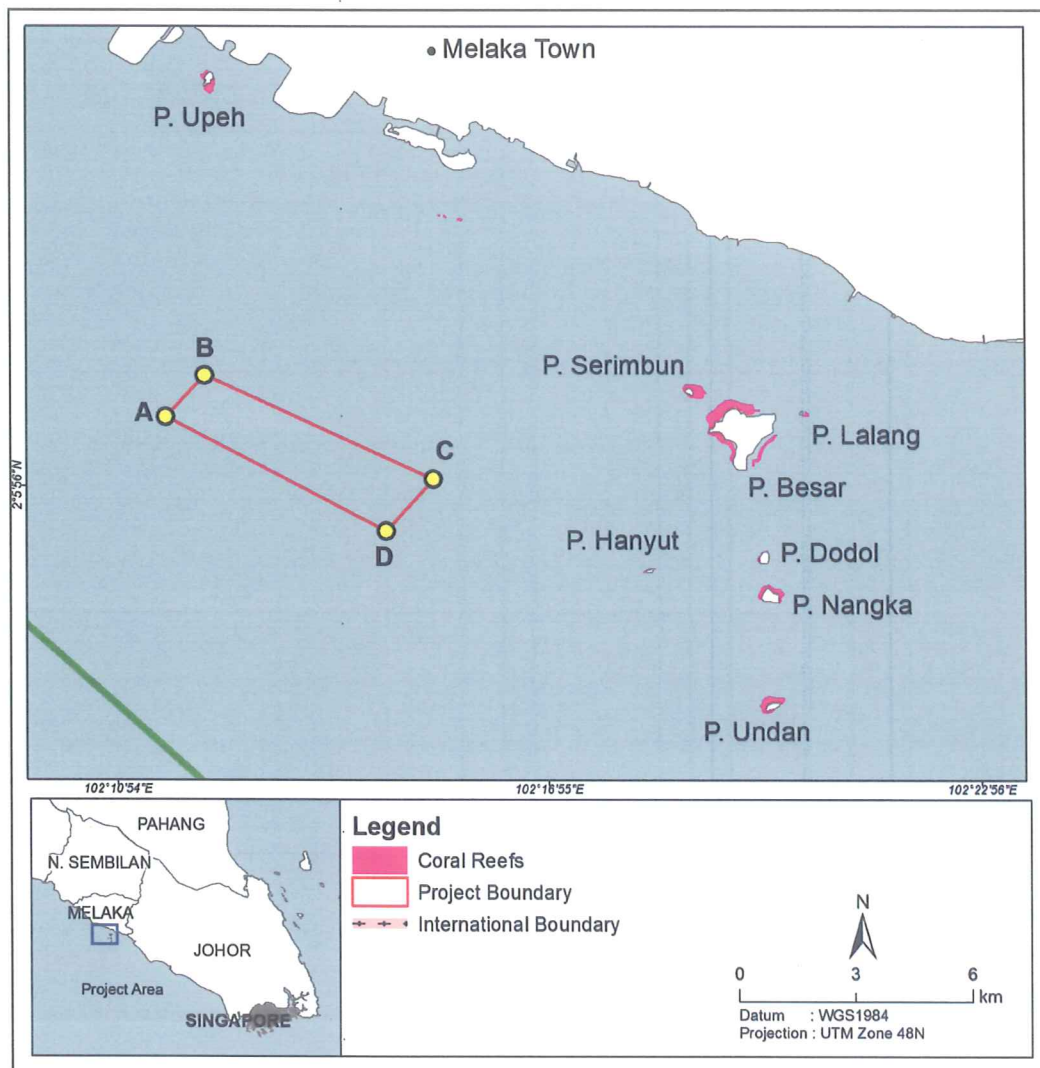 Melaka Town
P. Upeh
B
P. Serimbun
A
P. Lalang
C
P. Besar
2°5'56"N
D
P. Hanyut
P. Dodol
P. Nangka
P. Undan
102°10'54"E
102°16'55"E
102°22'56"E
PAHANG
N. SEMBILAN
MELAKA
JOHOR
Project Area
SINGAPORE
Legend
Coral Reefs
Project Boundary
International Boundary
N
0 3 6
km
Datum : WGS1984
Projection : UTM Zone 48N